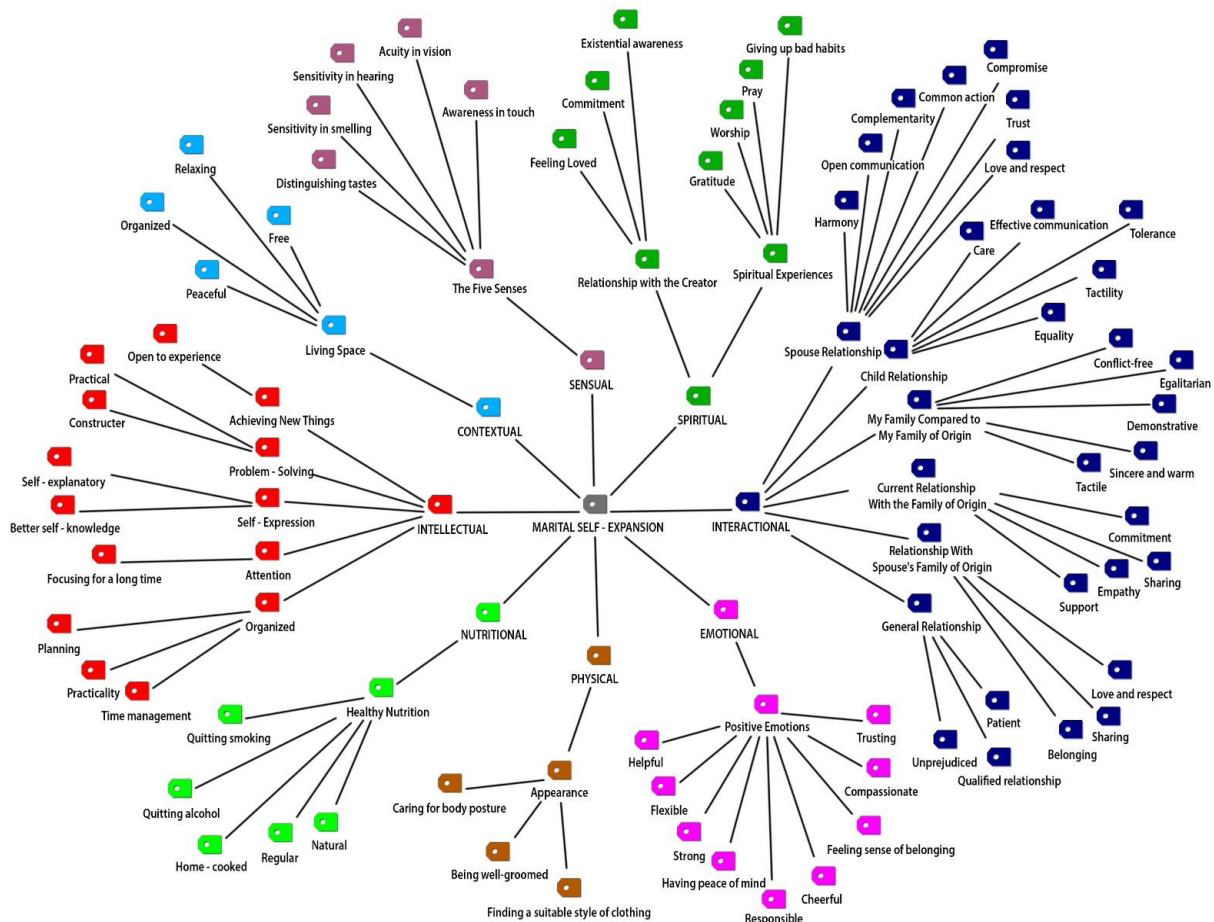 Existential awareness
Giving up bad habits
Acuity in vision
Sensitivity in hearing
Compromise
Pray
Commitment
Common action
Awareness in touch
Sensitivity in smelling
Worship
Complementarity
Trust
Relaxing
Feeling Loved
Open communication
Love and respect
Distinguishing tastes
Gratitude
Organized
Free
Harmony
Effective communication
Tolerance
Care
Peaceful
The Five Senses
Relationship with the Creator
Spiritual Experiences
Tactility
Equality
Living Space
Spouse Relationship
Open to experience
Conflict-free
Practical
Child Relationship
SENSUAL
Egalitarian
Constructer
Achieving New Things
CONTEXTUAL
SPIRITUAL
My Family Compared to
My Family of Origin
Demonstrative
Problem - Solving
Sincere and warm
Tactile
Self - explanatory
Current Relationship
With the Family of Origin
Better self - knowledge
Self - Expression
INTELLECTUAL
MARITAL SELF - EXPANSION
INTERACTIONAL
Commitment
Relationship With
Spouse's Family of Origin
Focusing for a long time
Attention
Sharing
Empathy
Support
Organized
General Relationship
NUTRITIONAL
EMOTIONAL
Planning
PHYSICAL
Practicality
Time management
Love and respect
Healthy Nutrition
Patient
Sharing
Quitting smoking
Positive Emotions
Trusting
Belonging
Unprejudiced
Helpful
Qualified relationship
Appearance
Compassionate
Caring for body posture
Quitting alcohol
Flexible
Natural
Feeling sense of belonging
Regular
Strong
Home - cooked
Being well-groomed
Having peace of mind
Cheerful
Finding a suitable style of clothing
Responsible